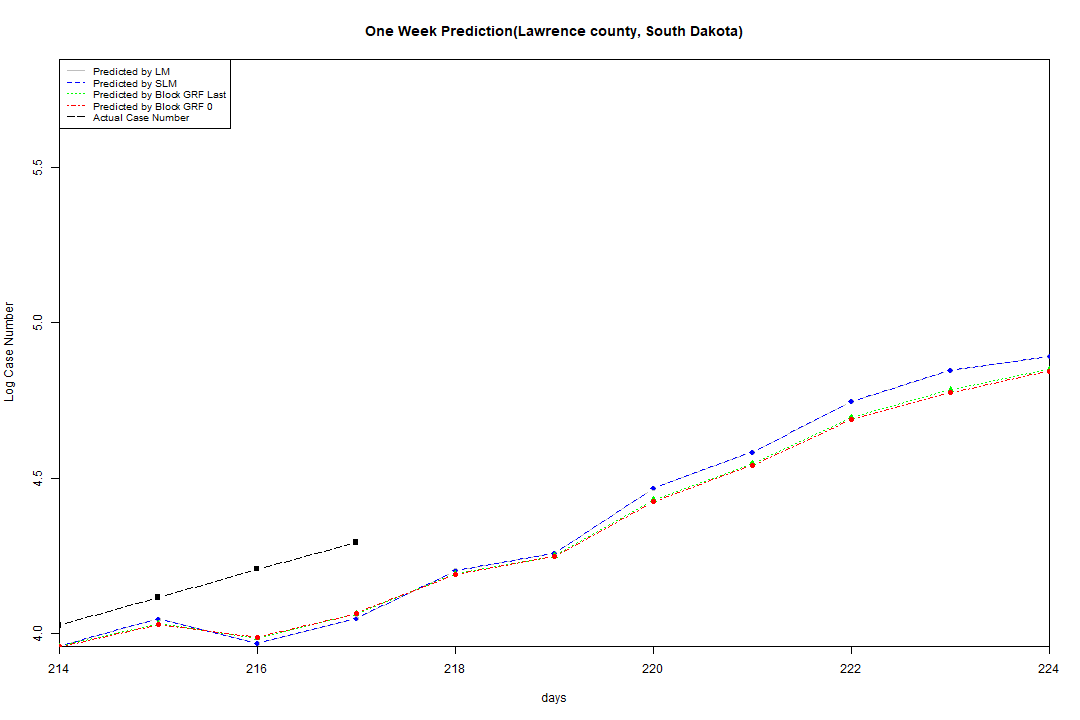 One Week Prediction(Lawrence county, South Dakota)
Predicted by LM
Predicted by SLM
Predicted by Block GRF Last
Predicted by Block GRF 0
Actual Case Number
5.5
5.0
4.5
4.0
Log Case Number
214 216 218 220 222 224
days